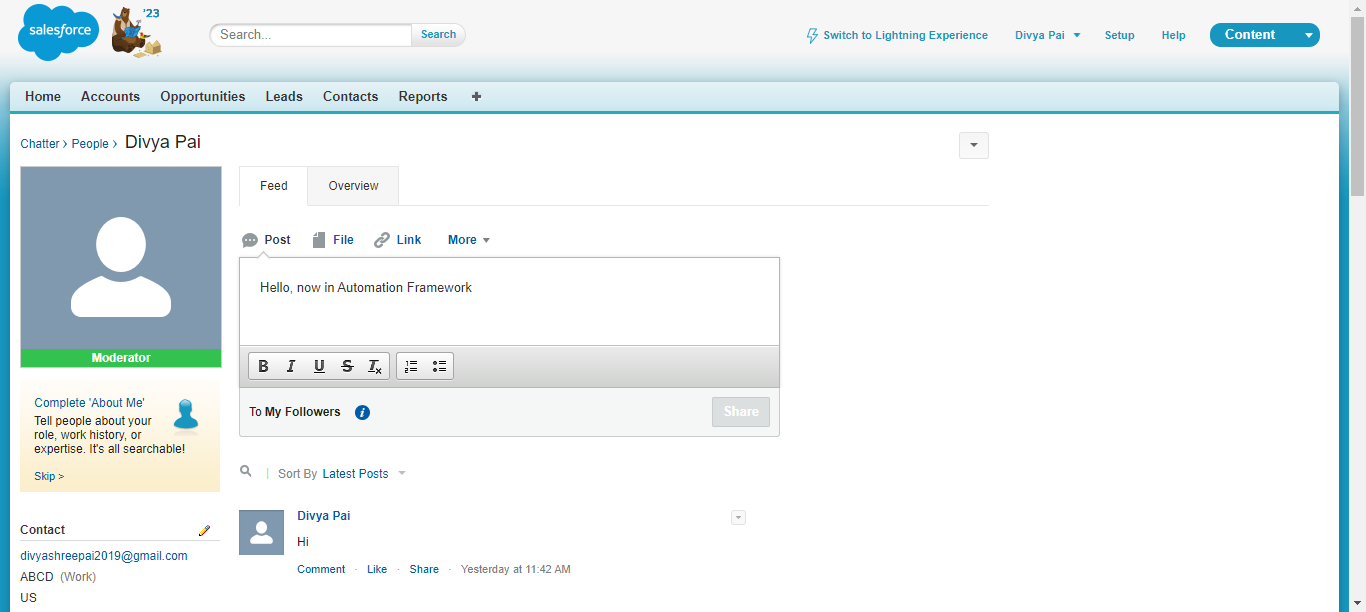 salesforce
'23
Search...
Search
Switch to Lightning Experience
Divya Pai
Setup
Help
Content
Home
Accounts
Opportunities
Leads
Contacts
Reports
Chatter › People › Divya Pai
Feed
Overview
Post
File
Link
More
Hello, now in Automation Framework
B I U S Tx
To My Followers
Share
Moderator
Complete 'About Me'
Tell people about your
role, work history, or
expertise. It's all searchable!
Skip >
Sort By Latest Posts
Divya Pai
Hi
Comment · Like · Share · Yesterday at 11:42 AM
Contact
divyashreepai2019@gmail.com
ABCD (Work)
US